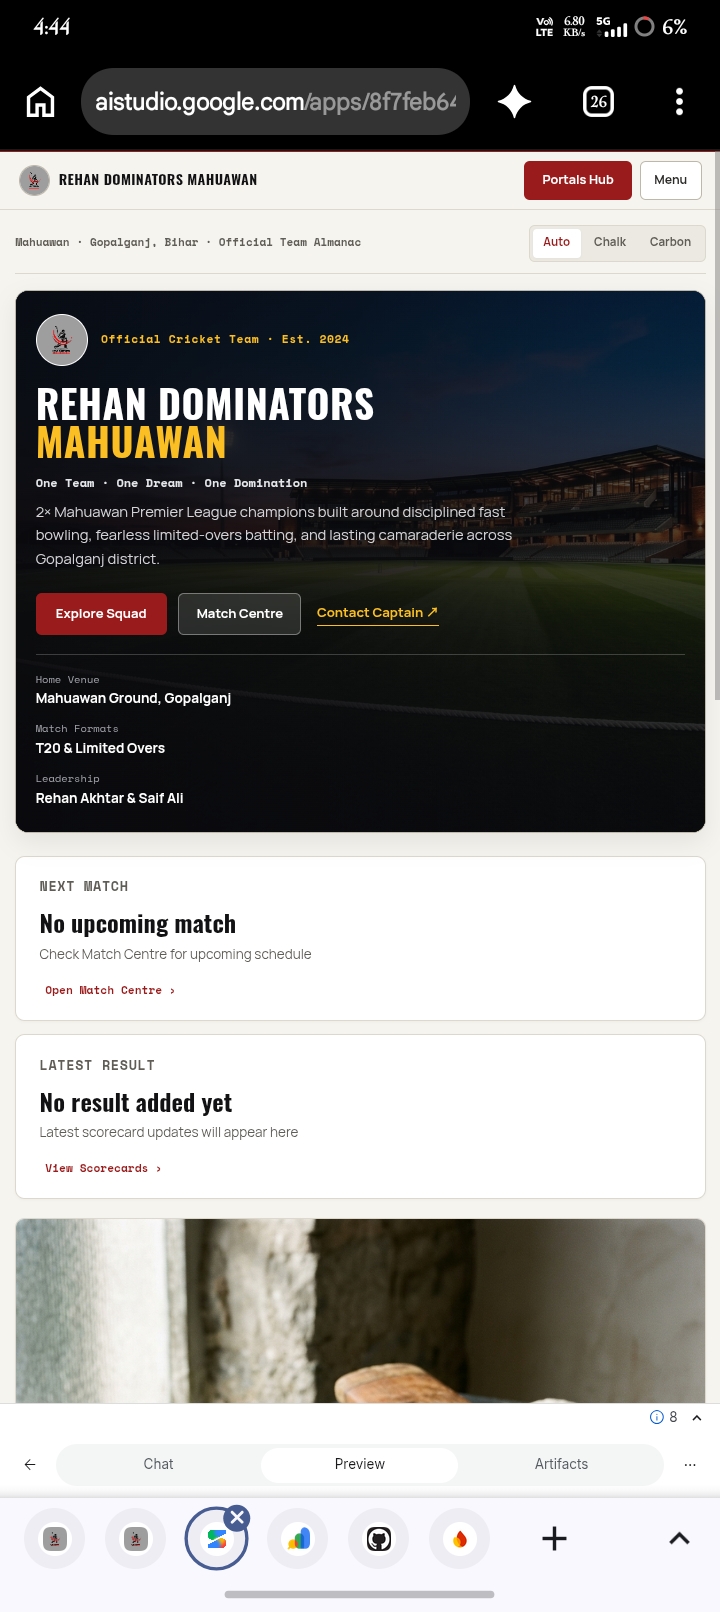 4:44
Vo) LTE 6.80 KB/s 5G 6%
aistudio.google.com/apps/8f7feb64
26
REHAN DOMINATORS MAHUAWAN
Portals Hub
Menu
Mahuawan · Gopalganj, Bihar · Official Team Almanac
Auto
Chalk
Carbon
Official Cricket Team · Est. 2024
REHAN DOMINATORS
MAHUAWAN
One Team · One Dream · One Domination
2× Mahuawan Premier League champions built around disciplined fast
bowling, fearless limited-overs batting, and lasting camaraderie across
Gopalganj district.
Explore Squad
Match Centre
Contact Captain ↗
Home Venue
Mahuawan Ground, Gopalganj
Match Formats
T20 & Limited Overs
Leadership
Rehan Akhtar & Saif Ali
NEXT MATCH
No upcoming match
Check Match Centre for upcoming schedule
Open Match Centre ›
LATEST RESULT
No result added yet
Latest scorecard updates will appear here
View Scorecards ›
8
Chat
Preview
Artifacts